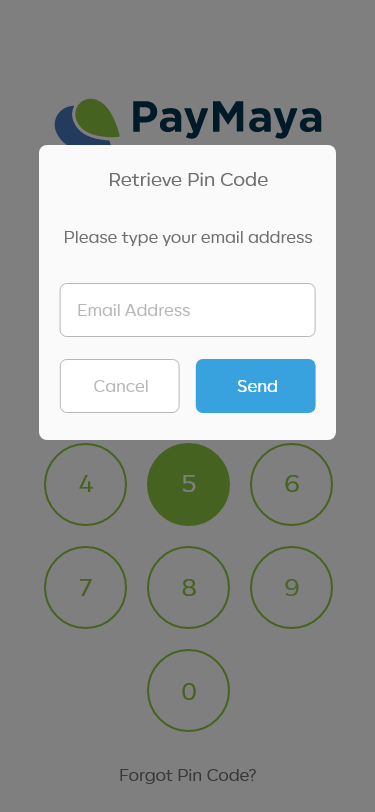 PayMaya
Retrieve Pin Code
Please type your email address
Email Address
Cancel Send
4 5 6
7 8 9
0
Forgot Pin Code?